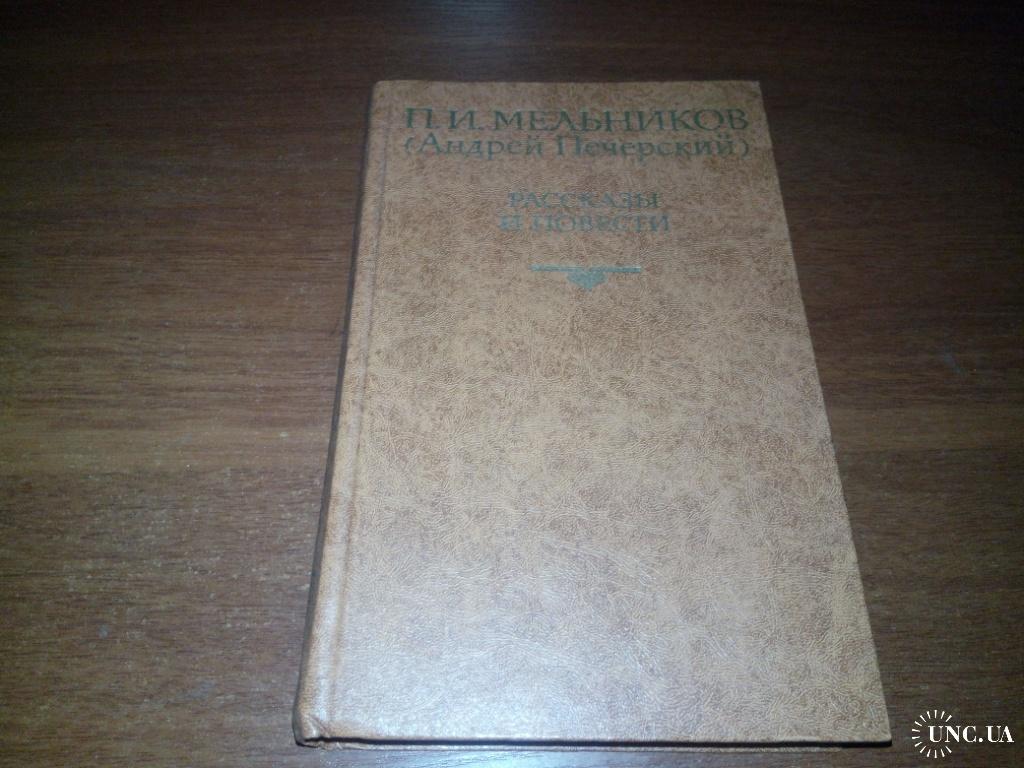 П. И. МЕЛЬНИКОВ
(Андрей Печерский)
РАССКАЗЫ
И ПОВЕСТИ
UNC.UA